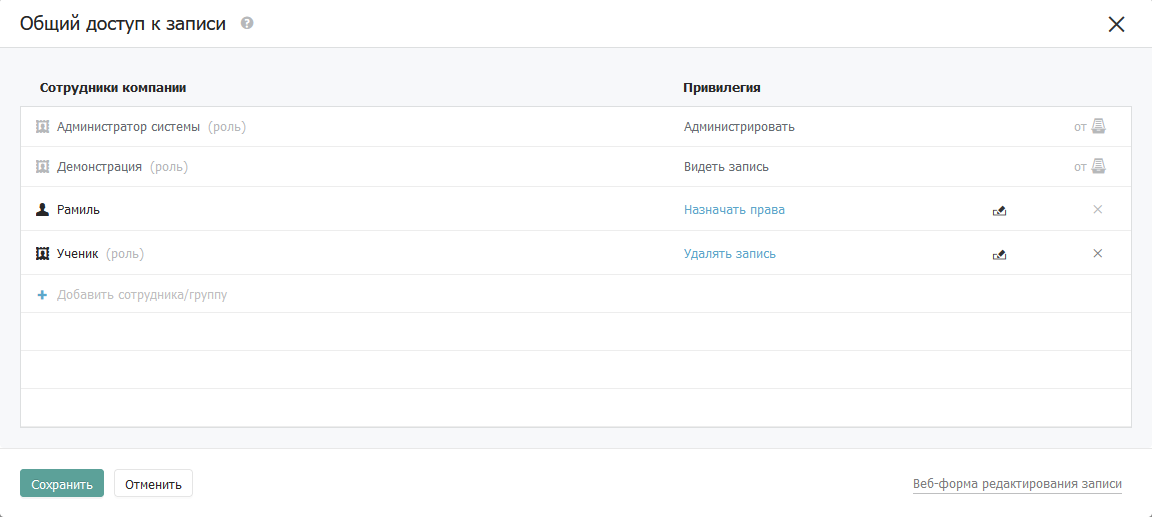 Общий доступ к записи ?
Сотрудники компании Привилегия
Администратор системы (роль) Администрировать от
Демонстрация (роль) Видеть запись от
Рамиль Назначать права
Ученик (роль) Удалять запись
+ Добавить сотрудника/группу
Сохранить Отменить Веб-форма редактирования записи